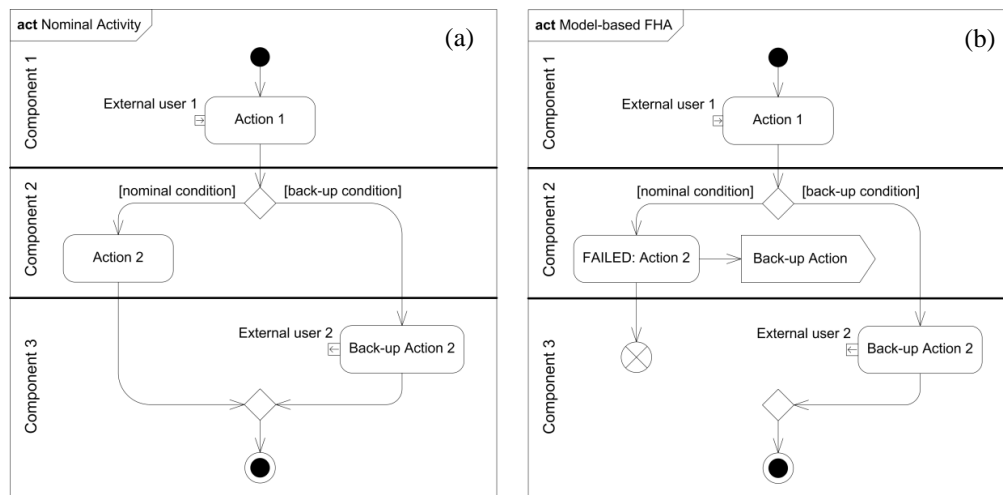 act Nominal Activity
(a)
Component 1
External user 1
Action 1
Component 2
[nominal condition]
[back-up condition]
Action 2
Component 3
External user 2
Back-up Action 2
act Model-based FHA
(b)
Component 1
External user 1
Action 1
Component 2
[nominal condition]
[back-up condition]
FAILED: Action 2
Back-up Action
Component 3
External user 2
Back-up Action 2